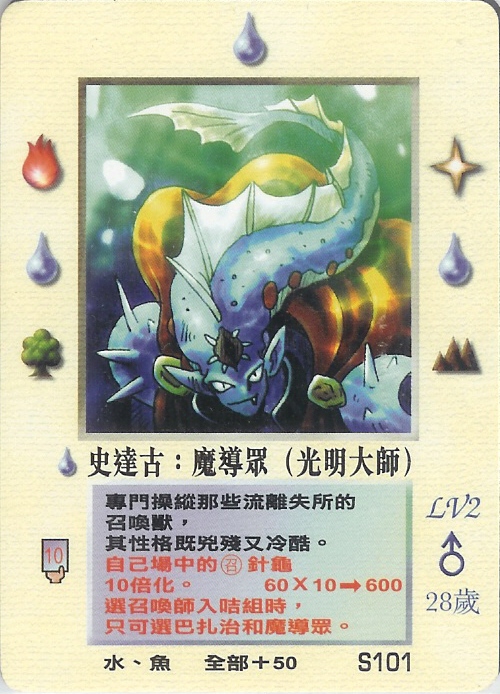 史達古：魔導眾（光明大師）
專門操縱那些流離失所的
召喚獸，
其性格既兇殘又冷酷。
自己場中的㊁針龜
10倍化。 60×10➞600
選召喚師入咭組時，
只可選巴扎治和魔導眾。
LV2
10
28歲
水、魚 全部＋50 S101